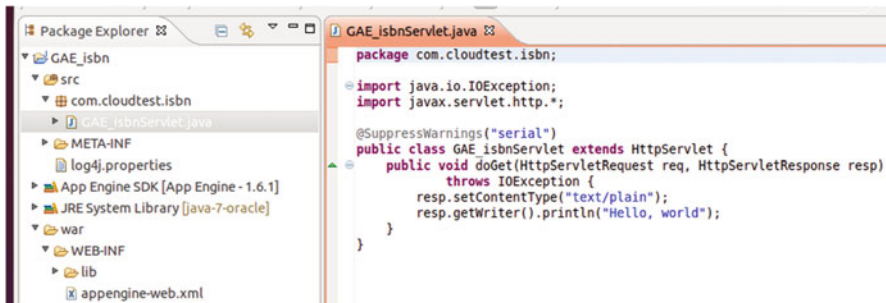 Package Explorer
GAE_isbn
src
com.cloudtest.isbn
GAE_isbnServlet.java
META-INF
log4j.properties
App Engine SDK [App Engine - 1.6.1]
JRE System Library [java-7-oracle]
war
WEB-INF
lib
appengine-web.xml
GAE_isbnServlet.java
package com.cloudtest.isbn;
import java.io.IOException;
import javax.servlet.http.*;
@SuppressWarnings("serial")
public class GAE_isbnServlet extends HttpServlet {
public void doGet(HttpServletRequest req, HttpServletResponse resp)
throws IOException {
resp.setContentType("text/plain");
resp.getWriter().println("Hello, world");
}
}